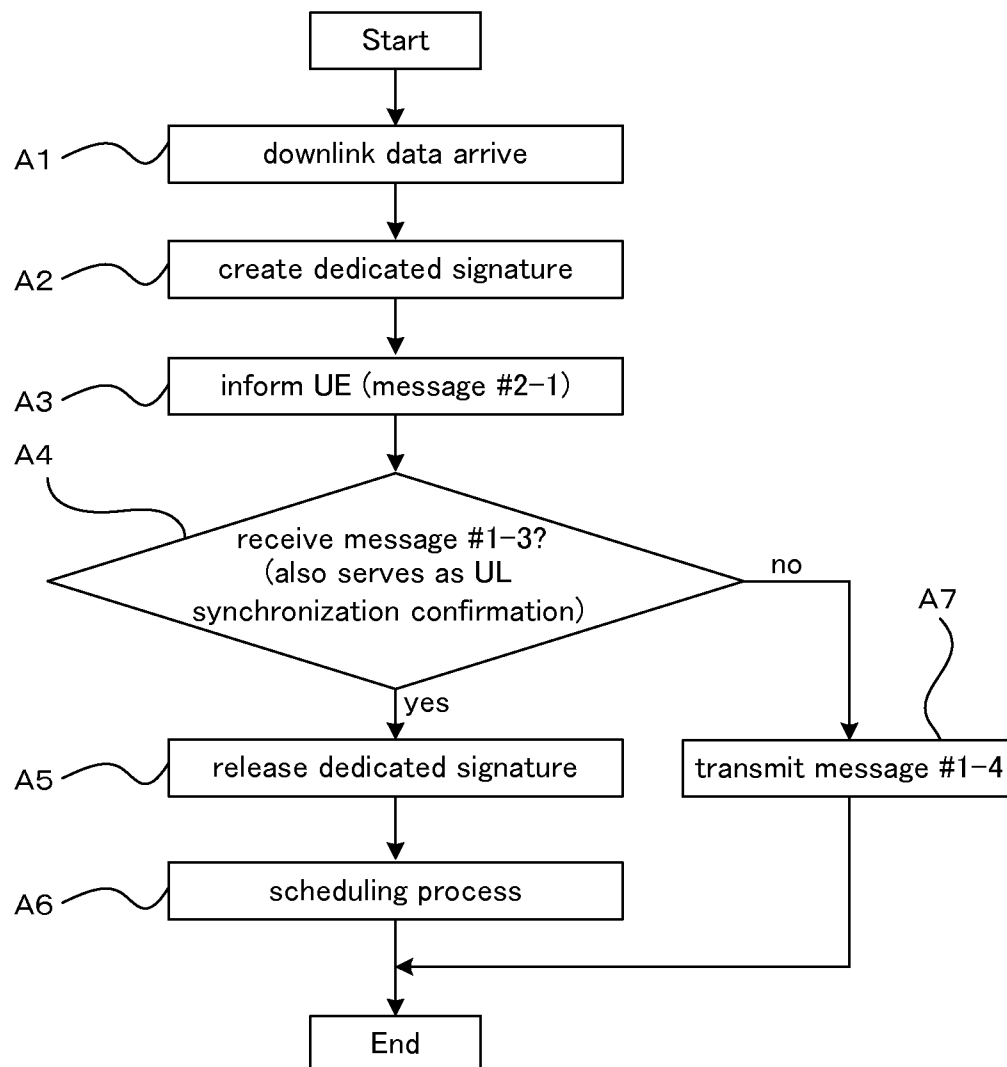 Start
A1
downlink data arrive
A2
create dedicated signature
A3
inform UE (message #2-1)
A4
receive message #1-3?
(also serves as UL
synchronization confirmation)
no
A7
yes
A5
release dedicated signature
transmit message #1-4
A6
scheduling process
End